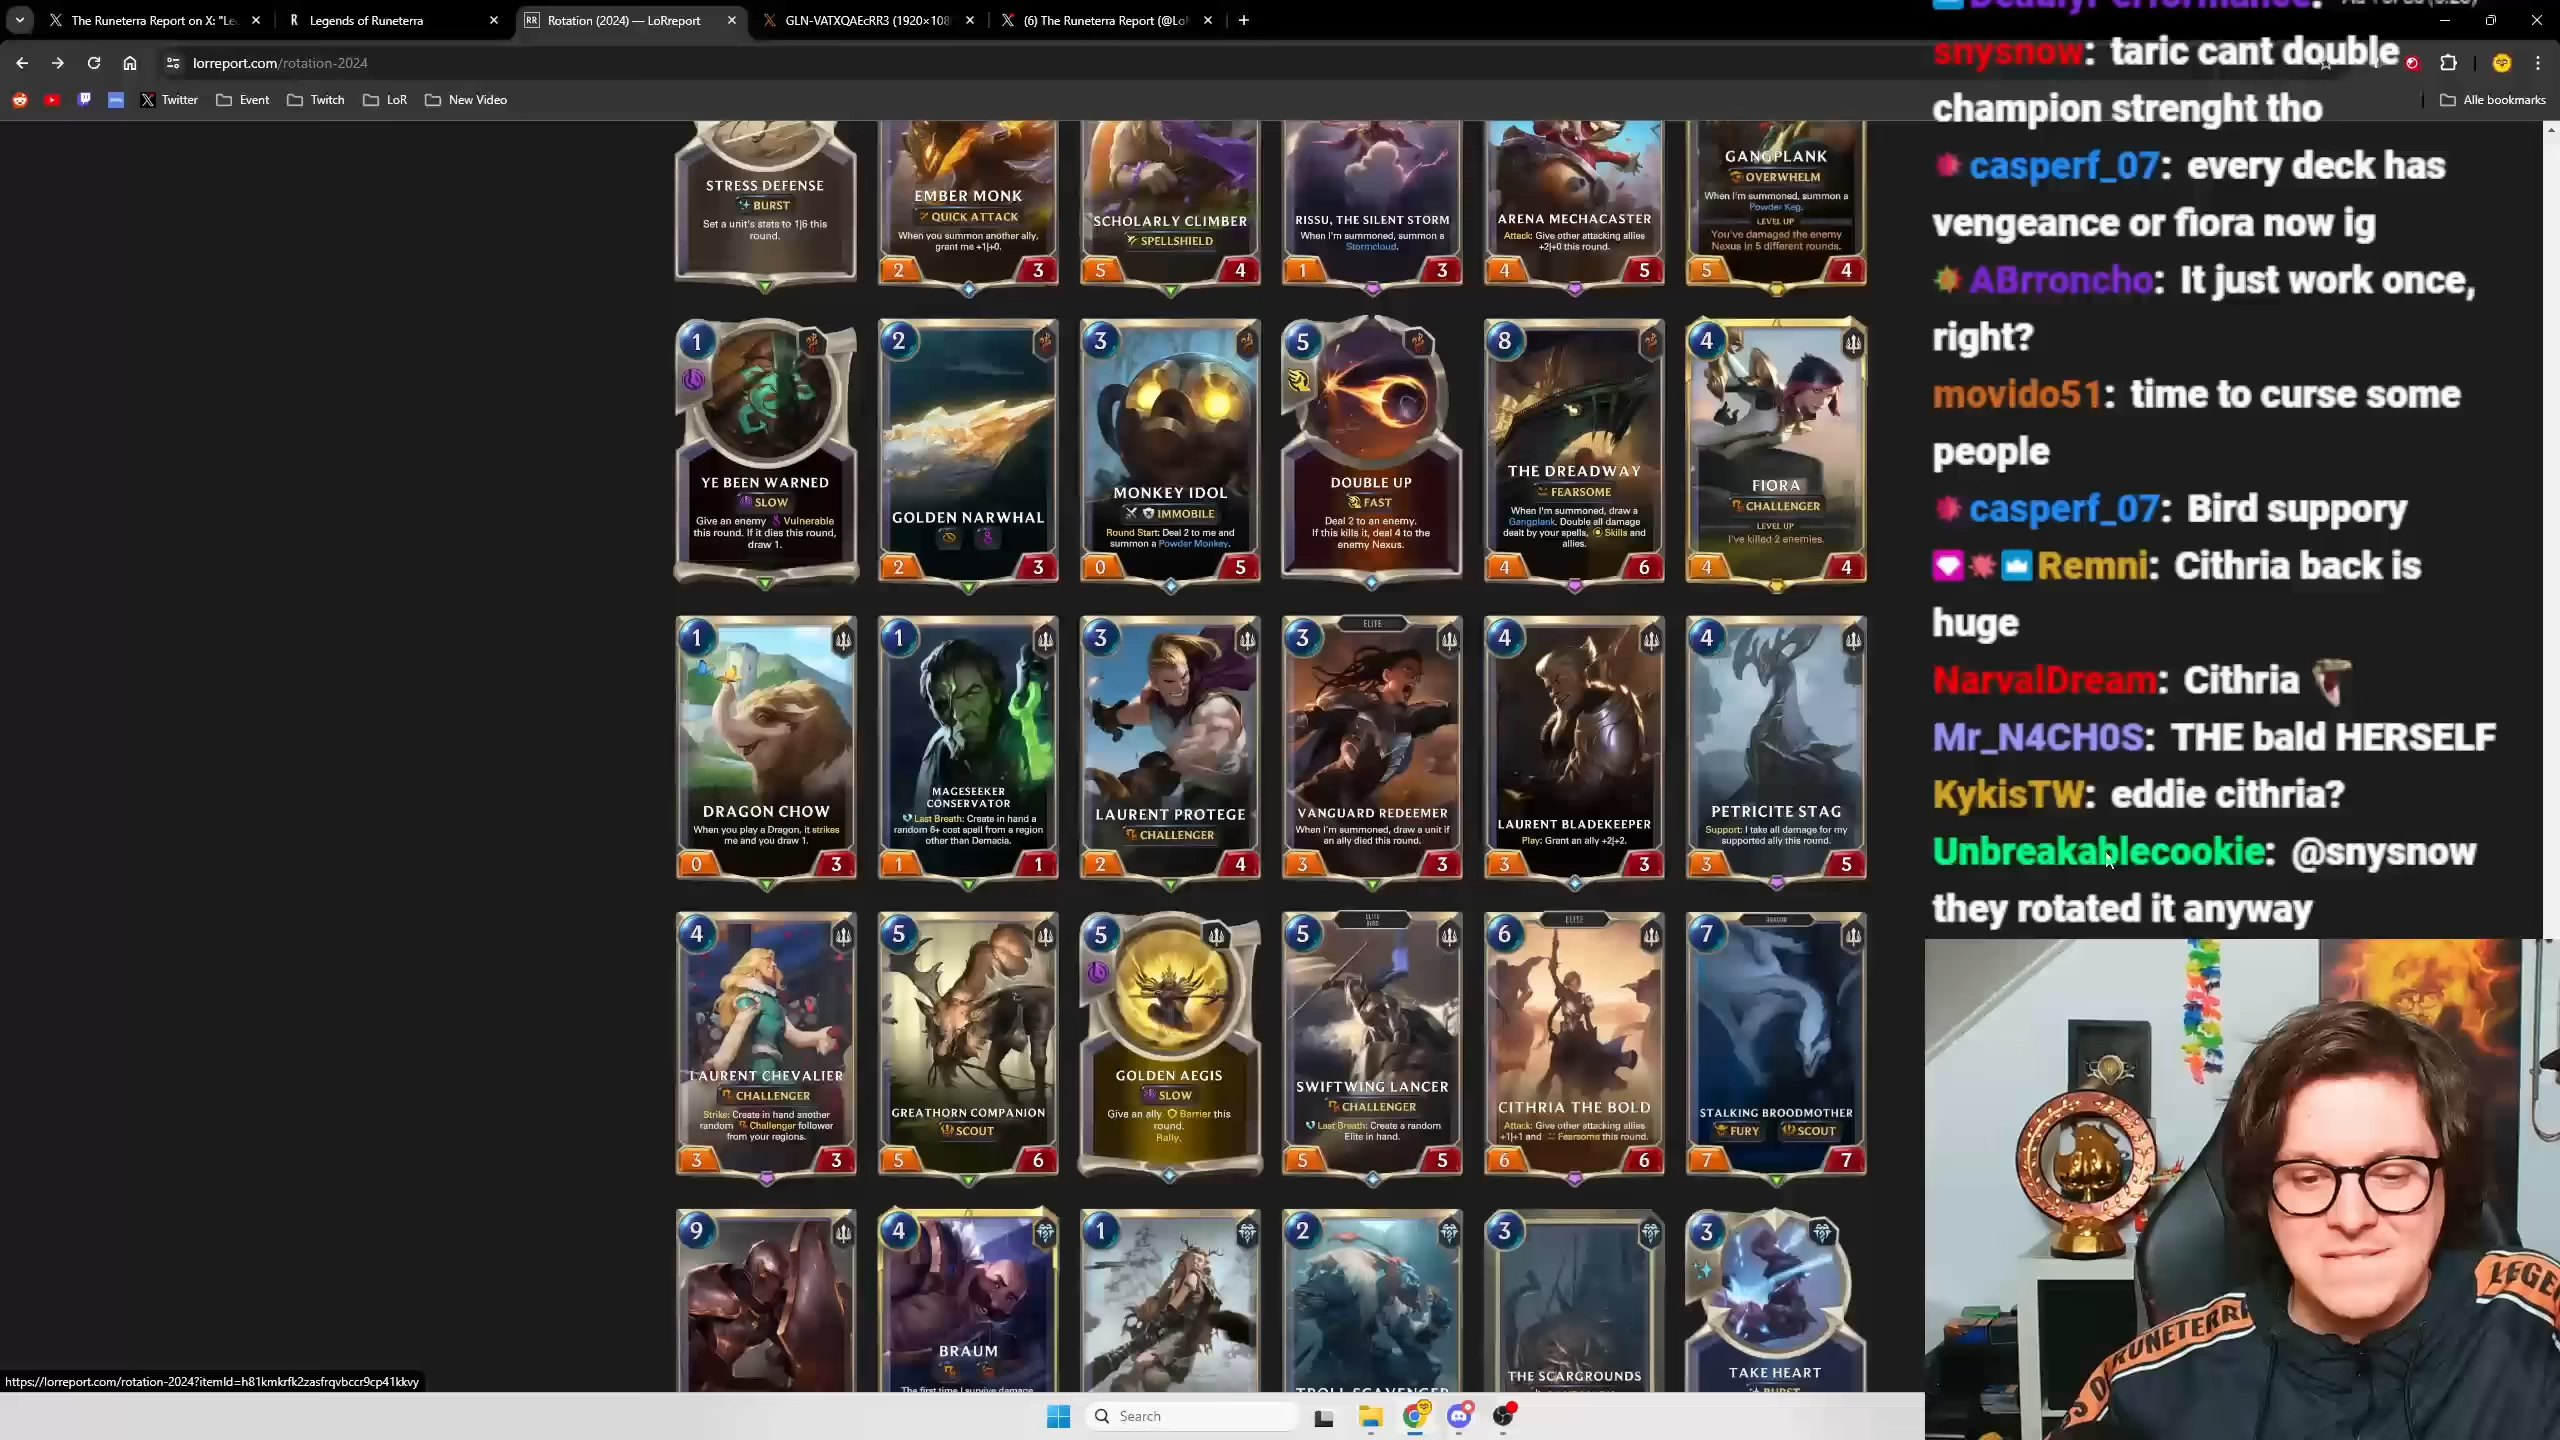 The Runeterra Report on X: "Le
Legends of Runeterra
Rotation (2024) — LoRreport
GLN-VATXQAEcRR3 (1920×108
(6) The Runeterra Report (@Lo
lorreport.com/rotation-2024
Twitter
Event
Twitch
LoR
New Video
Alle bookmarks
STRESS DEFENSE
BURST
Set a unit's stats to 1|6 this
round.
EMBER MONK
QUICK ATTACK
When you summon another ally,
grant me +1|+0.
2 3
SCHOLARLY CLIMBER
SPELLSHIELD
5 4
RISSU, THE SILENT STORM
When I'm summoned, summon a
Stormcloud.
1 3
ARENA MECHACASTER
Attack: Give other attacking allies
+2|+0 this round.
4 5
GANGPLANK
OVERWHELM
When I'm summoned, summon a
Powder Keg.
LEVEL UP
You've damaged the enemy
Nexus in 5 different rounds.
5 4
1
YE BEEN WARNED
SLOW
Give an enemy Vulnerable
this round. If it dies this round,
draw 1.
2
GOLDEN NARWHAL
2 3
3
MONKEY IDOL
IMMOBILE
Round Start: Deal 2 to me and
summon a Powder Monkey.
0 5
5
DOUBLE UP
FAST
Deal 2 to an enemy.
If this kills it, deal 4 to the
enemy Nexus.
8
THE DREADWAY
FEARSOME
When I'm summoned, draw a
Gangplank. Double all damage
dealt by your spells, Skills and
allies.
4 6
4
FIORA
CHALLENGER
LEVEL UP
I've killed 2 enemies.
4 4
1
DRAGON CHOW
When you play a Dragon, it strikes
me and you draw 1.
0 3
1
MAGESEEKER
CONSERVATOR
Last Breath: Create in hand a
random 6+ cost spell from a region
other than Demacia.
1 1
3
LAURENT PROTEGE
CHALLENGER
2 4
3
ELITE
VANGUARD REDEEMER
When I'm summoned, draw a unit if
an ally died this round.
3 3
4
LAURENT BLADEKEEPER
Play: Grant an ally +2|+2.
3 3
4
PETRICITE STAG
Support: I take all damage for my
supported ally this round.
3 5
4
LAURENT CHEVALIER
CHALLENGER
Strike: Create in hand another
random Challenger follower
from your regions.
3 3
5
GREATHORN COMPANION
SCOUT
5 6
5
GOLDEN AEGIS
SLOW
Give an ally Barrier this
round.
Rally.
5
ELITE
BIRD
SWIFTWING LANCER
CHALLENGER
Last Breath: Create a random
Elite in hand.
5 5
6
ELITE
CITHRIA THE BOLD
Attack: Give other attacking allies
+1|+1 and Fearsome this round.
6 6
7
DRAGON
STALKING BROODMOTHER
FURY SCOUT
7 7
9
4
BRAUM
The first time I survive damage
1
2
TROLL SCAVENGER
3
THE SCARGROUNDS
3
TAKE HEART
BURST
DeadlyPerformance:
snysnow: taric cant double
champion strenght tho
casperf_07: every deck has
vengeance or fiora now ig
ABrroncho: It just work once,
right?
movido51: time to curse some
people
casperf_07: Bird suppory
Remni: Cithria back is
huge
NarvalDream: Cithria
Mr_N4CH0S: THE bald HERSELF
KykisTW: eddie cithria?
Unbreakablecookie: @snysnow
they rotated it anyway
RUNETERRA
LEGE
https://lorreport.com/rotation-2024?itemId=h81kmkrfk2zasfrqvbccr9cp41kkvy
Search